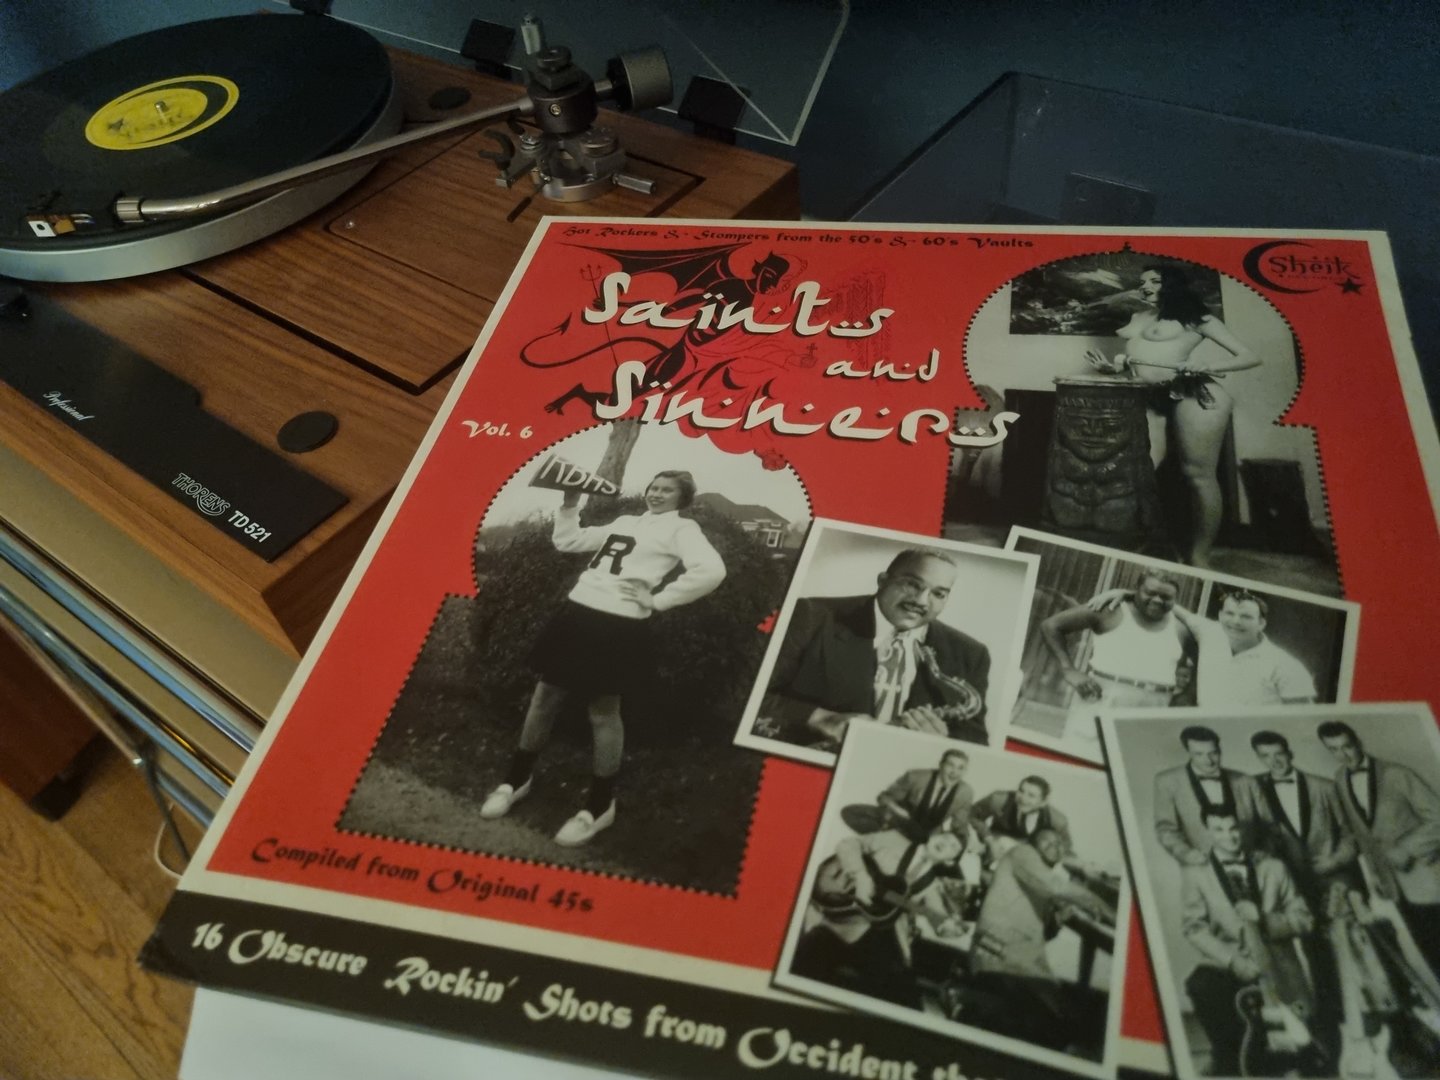 Hot Rockers & Stompers from the 50's & 60's Vaults
Sheik
Saints
and
Sinners
Vol. 6
RDHS
R
Professional
THORENS TD 521
Compiled from Original 45s
16 Obscure Rockin' Shots from Occident